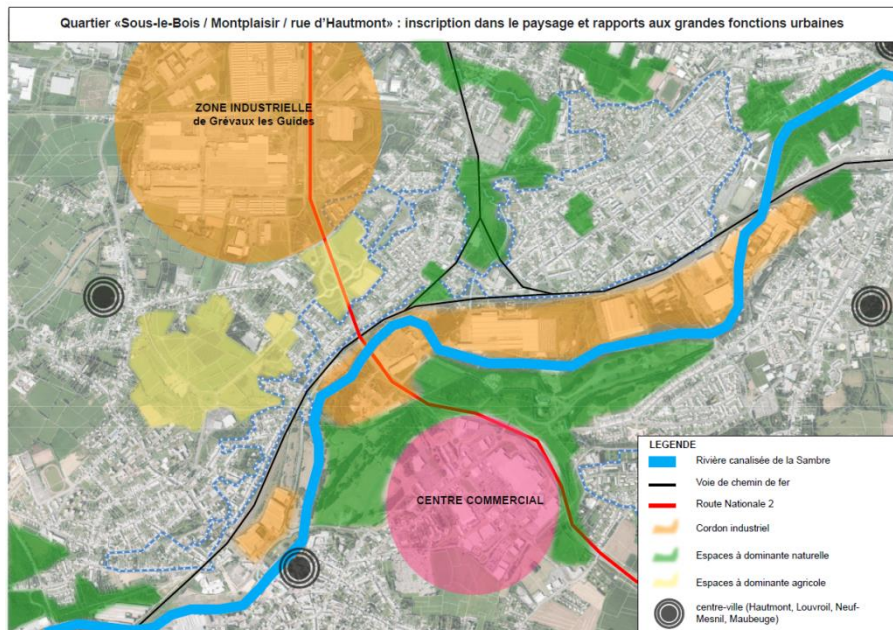 Quartier «Sous-le-Bois / Montplaisir / rue d'Hautmont» : inscription dans le paysage et rapports aux grandes fonctions urbaines
ZONE INDUSTRIELLE
de Grévaux les Guides
CENTRE COMMERCIAL
LEGENDE
Rivière canalisée de la Sambre
Voie de chemin de fer
Route Nationale 2
Cordon industriel
Espaces à dominante naturelle
Espaces à dominante agricole
centre-ville (Hautmont, Louvroil, Neuf-
Mesnil, Maubeuge)